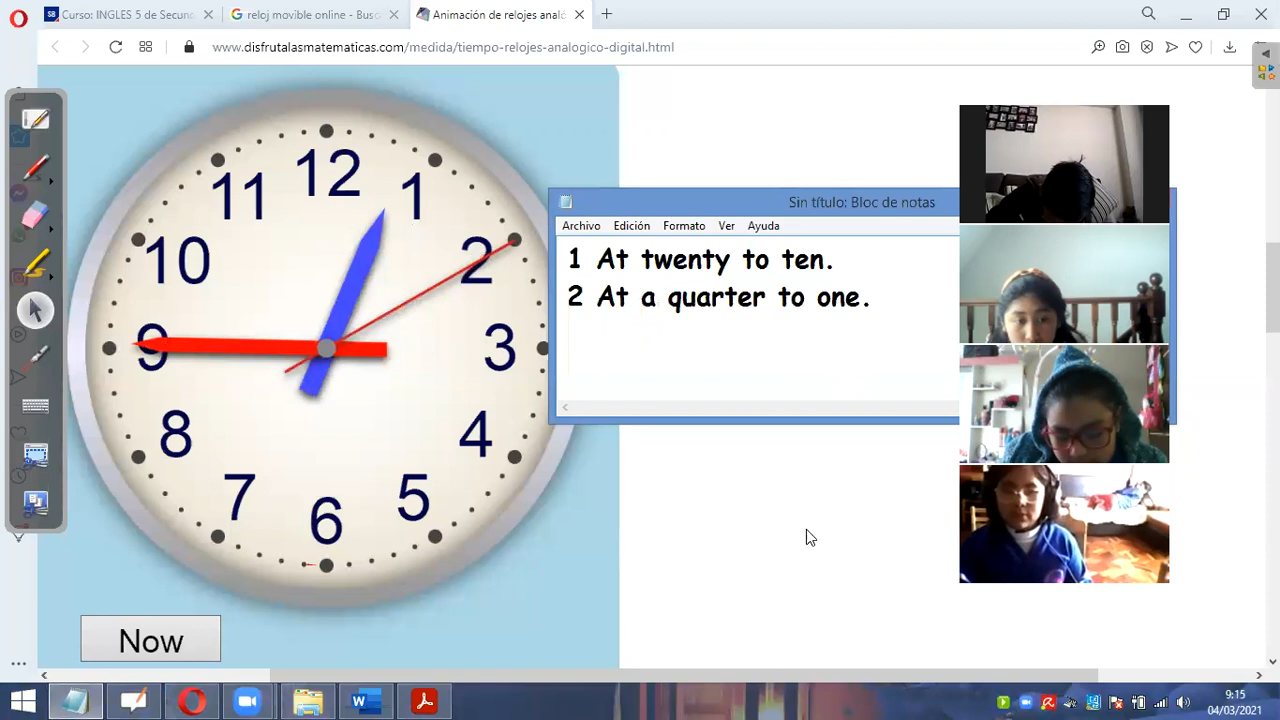 Curso: INGLES 5 de Secun
reloj movible online - Busc
Animación de relojes analó
www.disfrutalasmatematicas.com/medida/tiempo-relojes-analogico-digital.html
12
11
1
10
2
9
3
8
4
7
5
6
Now
Sin título: Bloc de notas
Archivo Edición Formato Ver Ayuda
1 At twenty to ten.
2 At a quarter to one.
9:15
04/03/2021